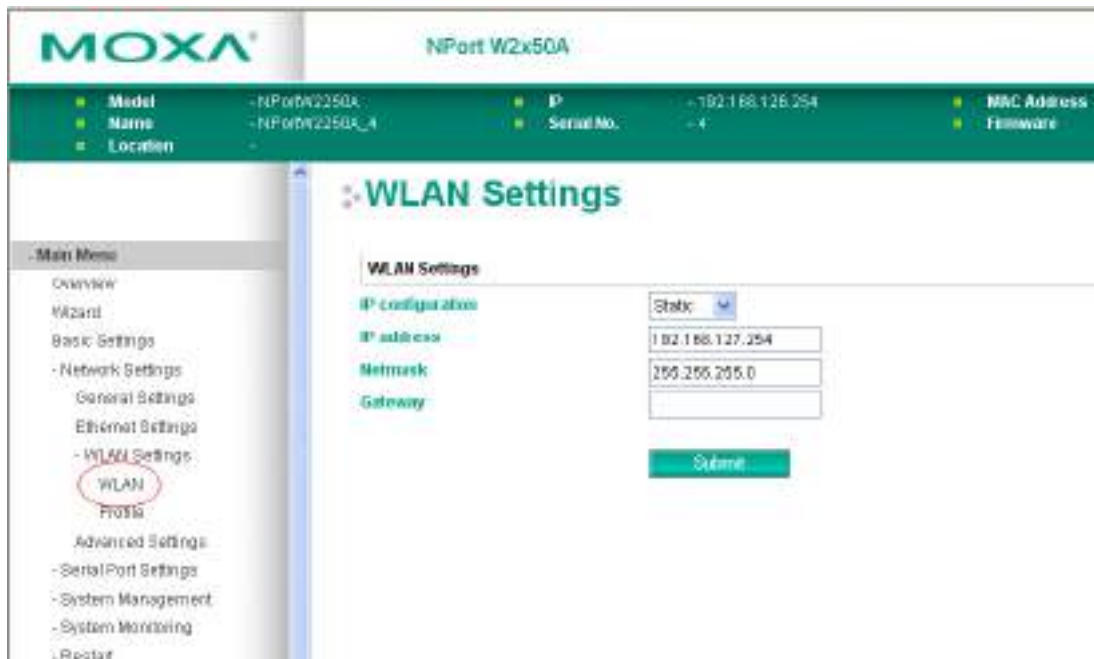 MOXA
NPort W2x50A
Model - NPortW2250A IP - 192.168.126.254 MAC Address
Name - NPortW2250A_4 Serial No. - 4 Firmware
Location -
WLAN Settings
- Main Menu
Overview
Wizard
Basic Settings
- Network Settings
General Settings
Ethernet Settings
- WLAN Settings
WLAN
Profile
Advanced Settings
- Serial Port Settings
- System Management
- System Monitoring
- Restart
WLAN Settings
IP configuration Static
IP address 192.168.127.254
Netmask 255.255.255.0
Gateway
Submit